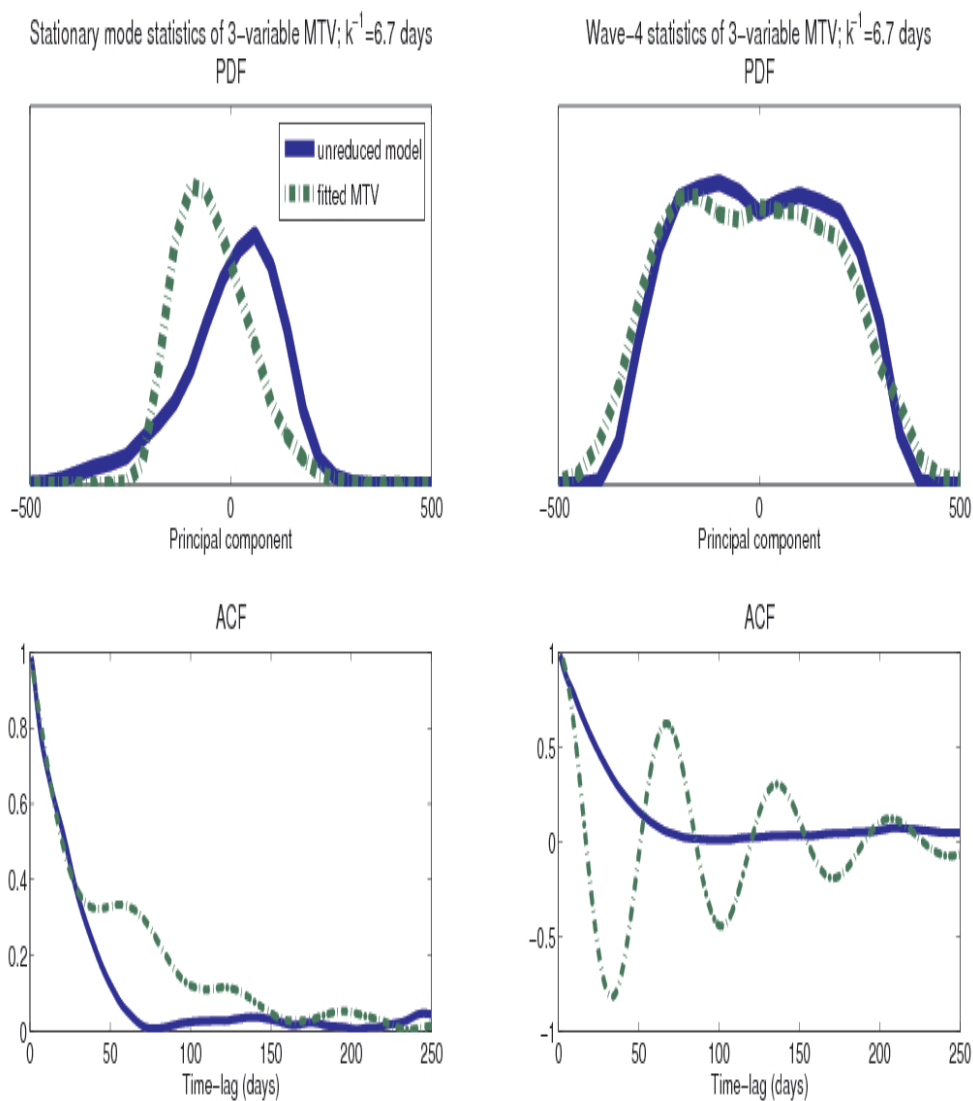 Stationary mode statistics of 3−variable MTV; k⁻¹=6.7 days
PDF
unreduced model
fitted MTV
−500
0
500
Principal component
Wave−4 statistics of 3−variable MTV; k⁻¹=6.7 days
PDF
−500
0
500
Principal component
ACF
1
0.8
0.6
0.4
0.2
0
0
50
100
150
200
250
Time−lag (days)
ACF
1
0.5
0
−0.5
−1
0
50
100
150
200
250
Time−lag (days)